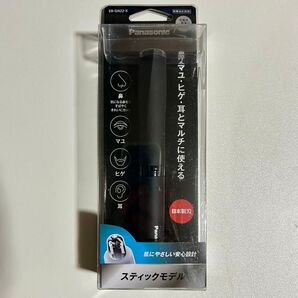 ER-GN22-K
Panasonic
鼻・マユ・ヒゲ・耳とマルチに使える
鼻
マユ
ヒゲ
耳
日本製刃
Panasonic
肌にやさしい安心設計
スティックモデル